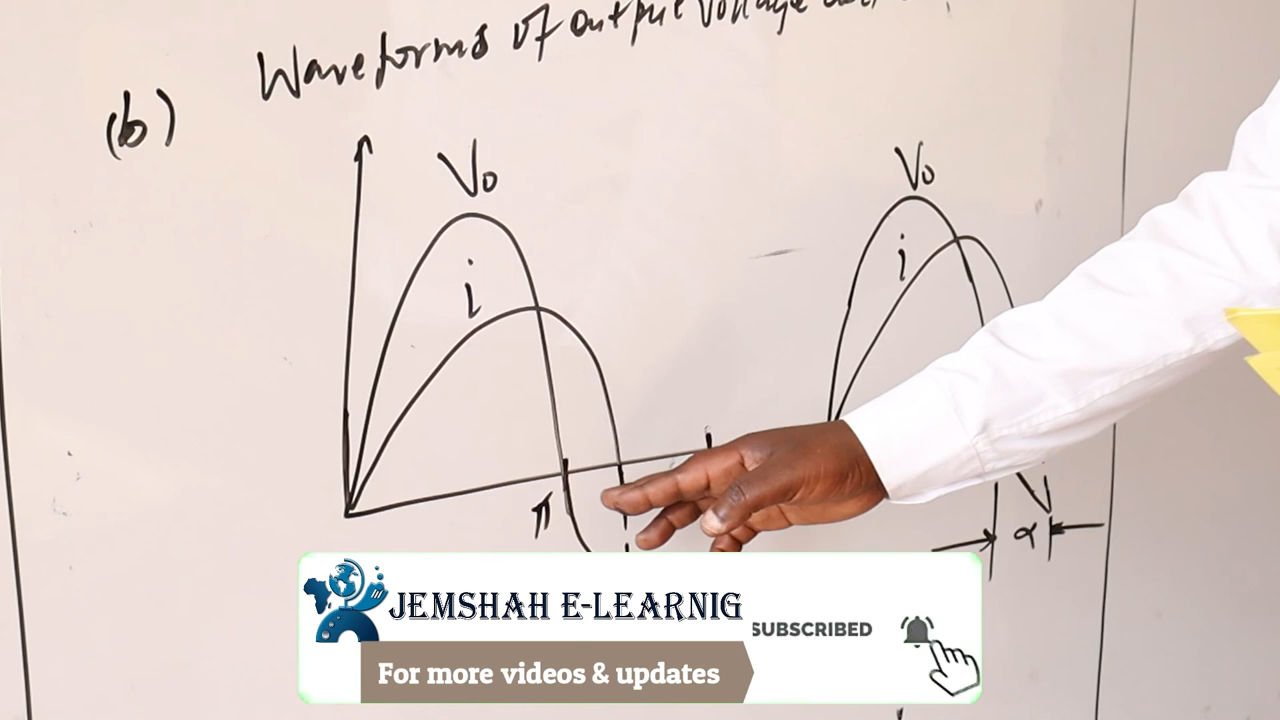 Waveforms of output voltage
(b)
Vo
Vo
i
i
π
α
JEMSHAH E-LEARNIG
SUBSCRIBED
For more videos & updates